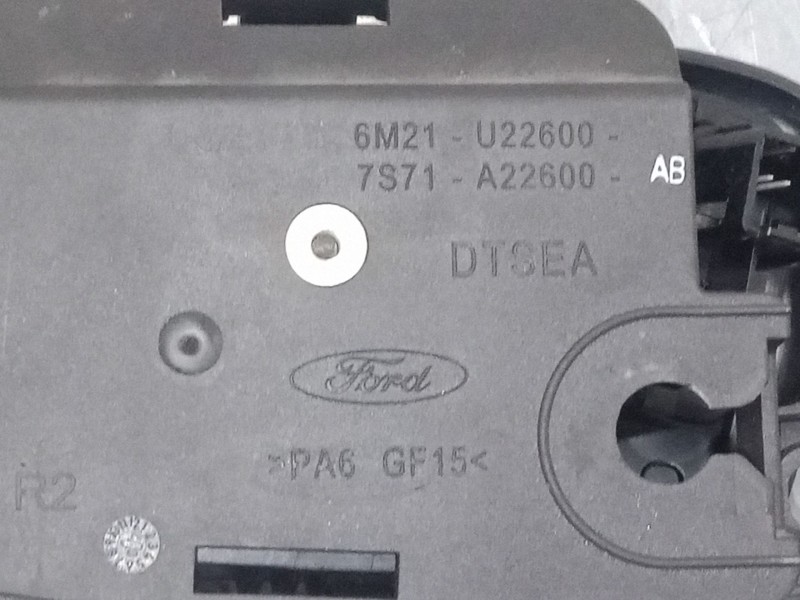 6M21 - U22600 -
7S71 - A22600 - AB
DTSEA
Ford
>PA6 GF15<
R2